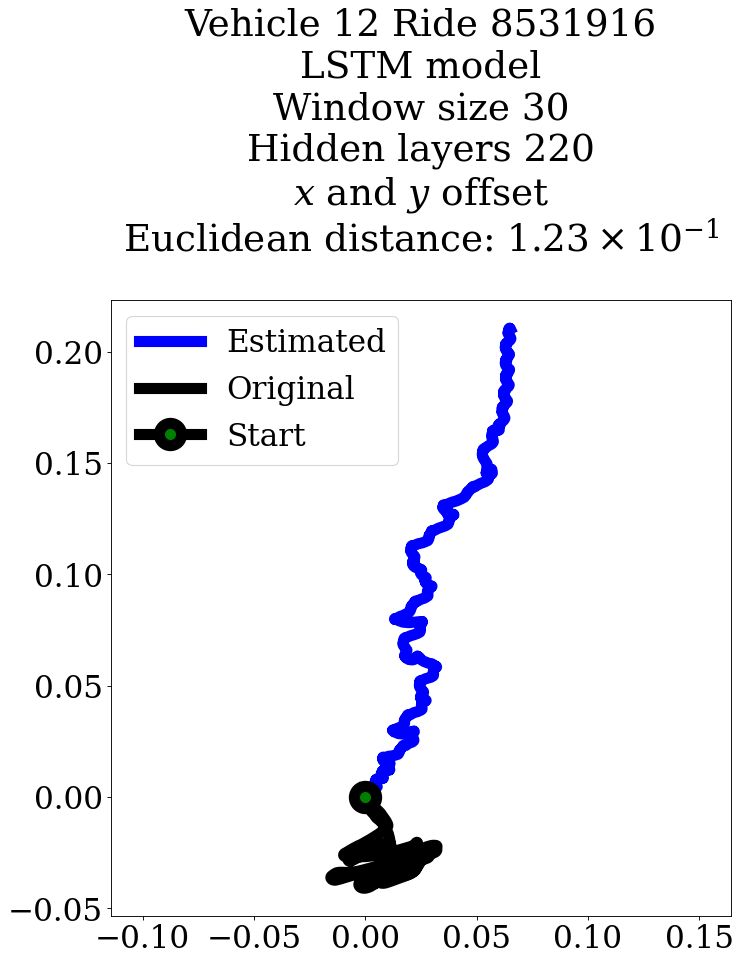 Vehicle 12 Ride 8531916
LSTM model
Window size 30
Hidden layers 220
x and y offset
Euclidean distance: 1.23 × 10⁻¹
Estimated
Original
Start
0.20
0.15
0.10
0.05
0.00
−0.05
−0.10 −0.05 0.00 0.05 0.10 0.15